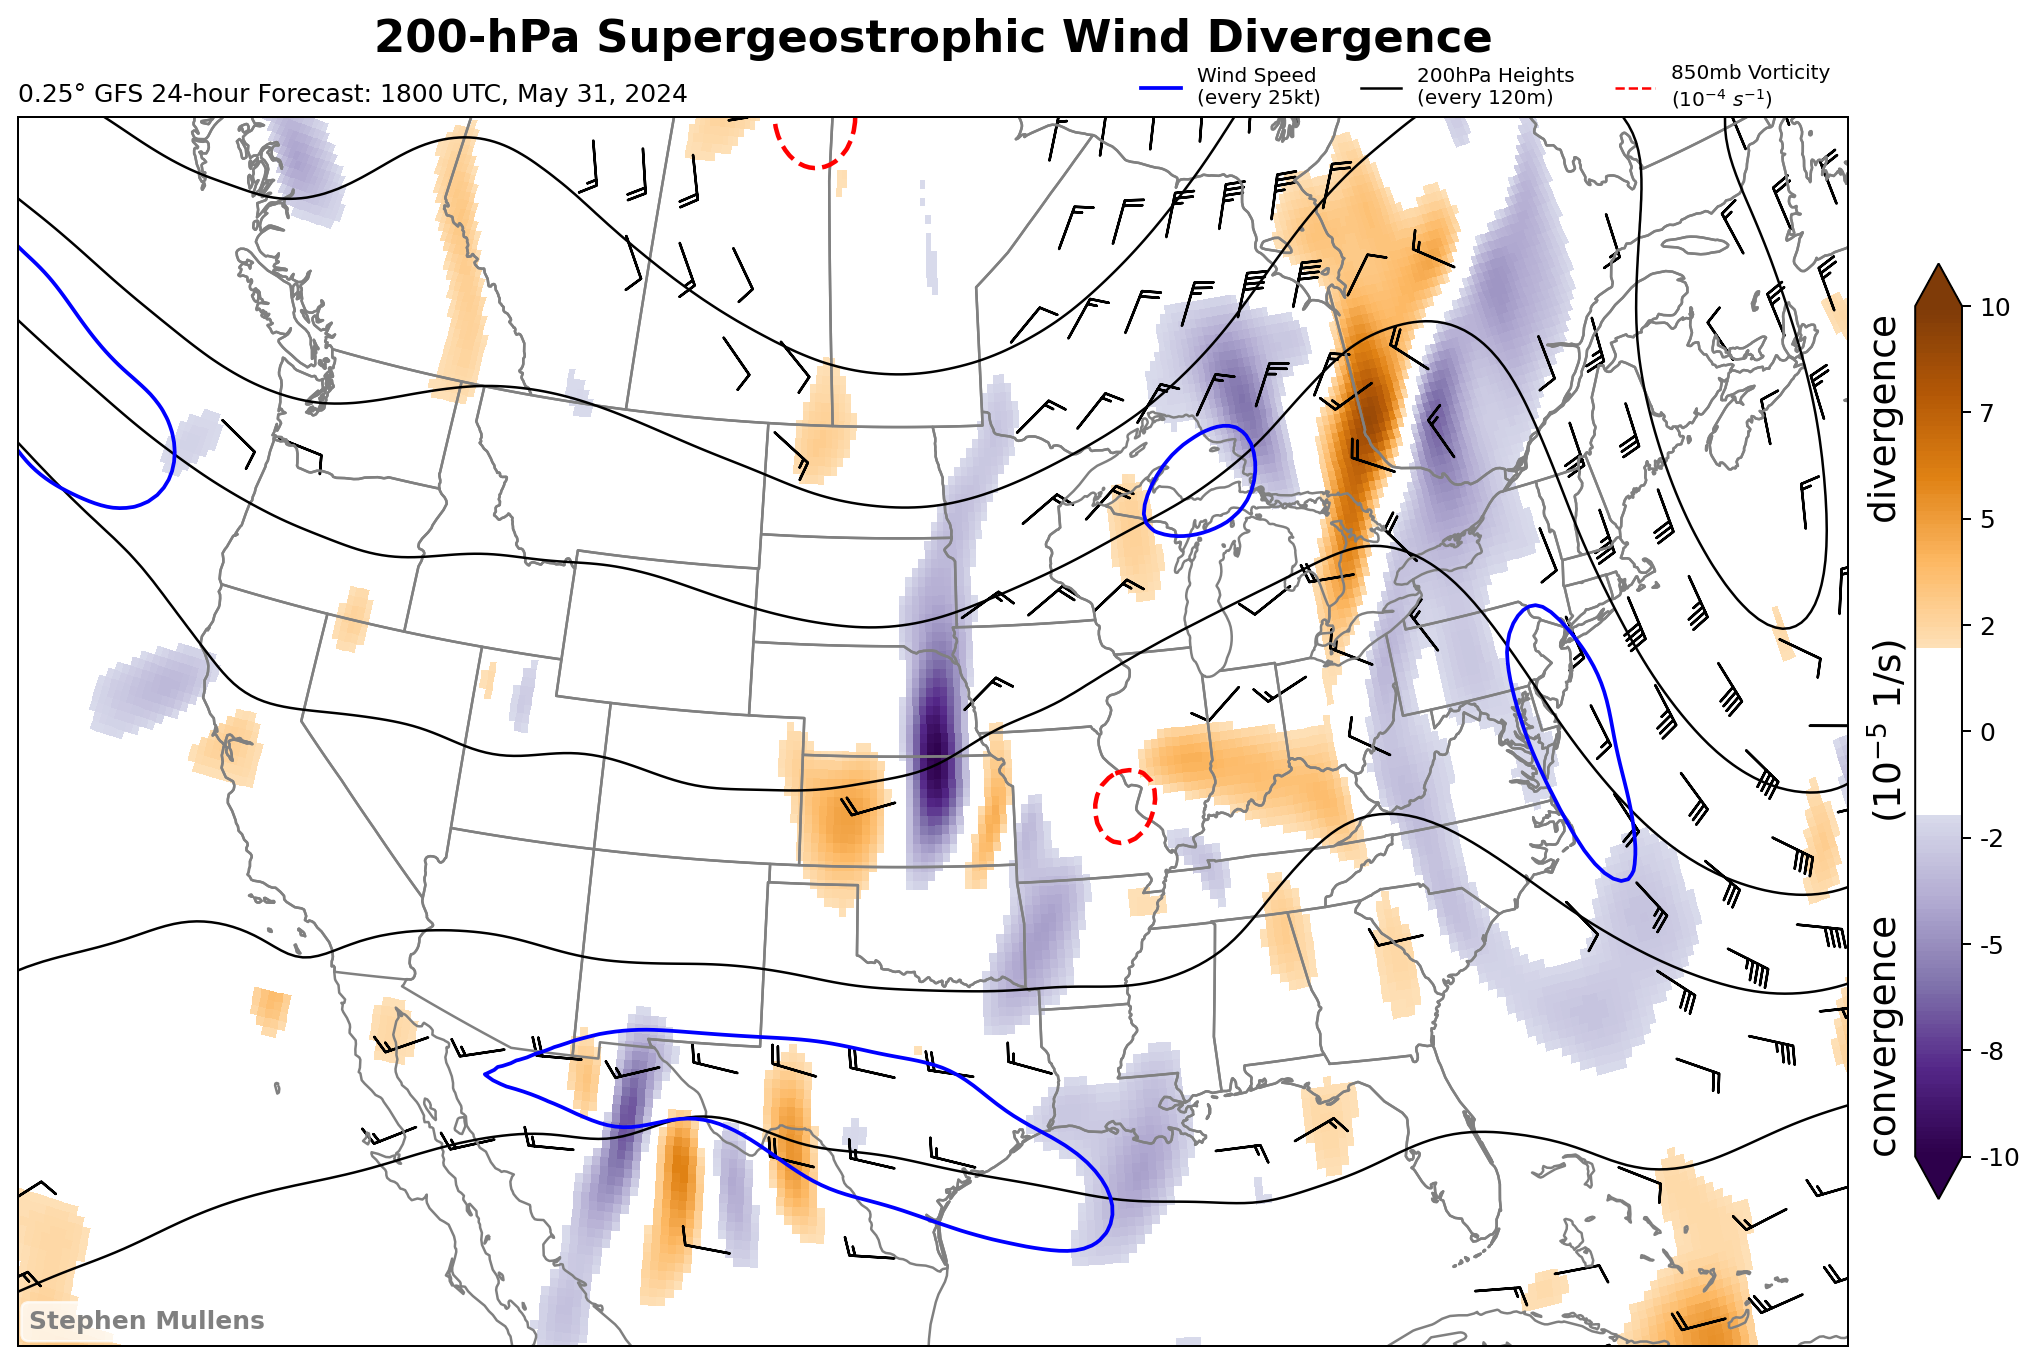 200-hPa Supergeostrophic Wind Divergence
0.25° GFS 24-hour Forecast: 1800 UTC, May 31, 2024
Wind Speed
(every 25kt)
200hPa Heights
(every 120m)
850mb Vorticity
(10⁻⁴ s⁻¹)
10
7
5
2
0
-2
-5
-8
-10
convergence (10⁻⁵ 1/s) divergence
Stephen Mullens